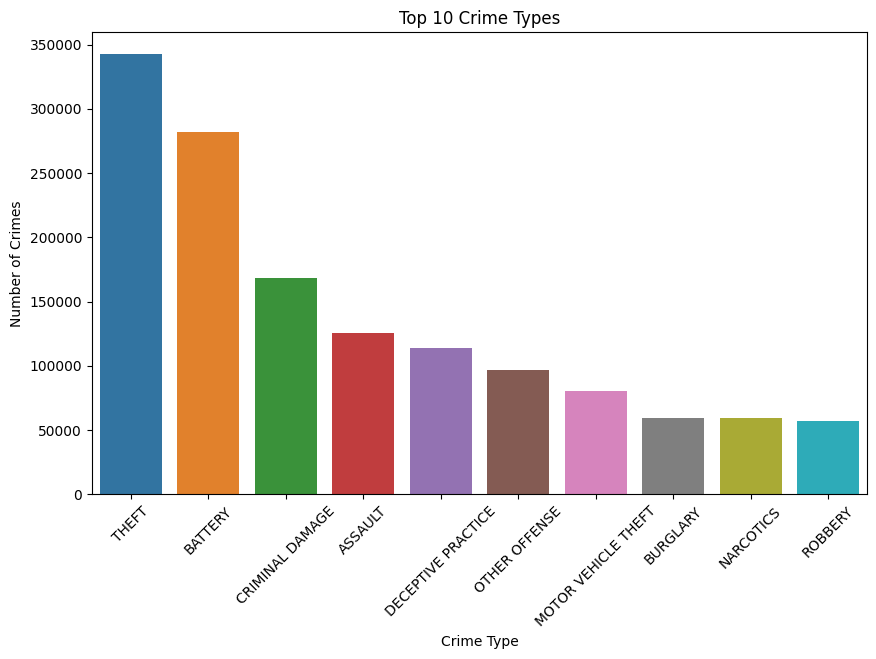 Top 10 Crime Types
Number of Crimes
350000
300000
250000
200000
150000
100000
50000
0
THEFT
BATTERY
CRIMINAL DAMAGE
ASSAULT
DECEPTIVE PRACTICE
OTHER OFFENSE
MOTOR VEHICLE THEFT
BURGLARY
NARCOTICS
ROBBERY
Crime Type